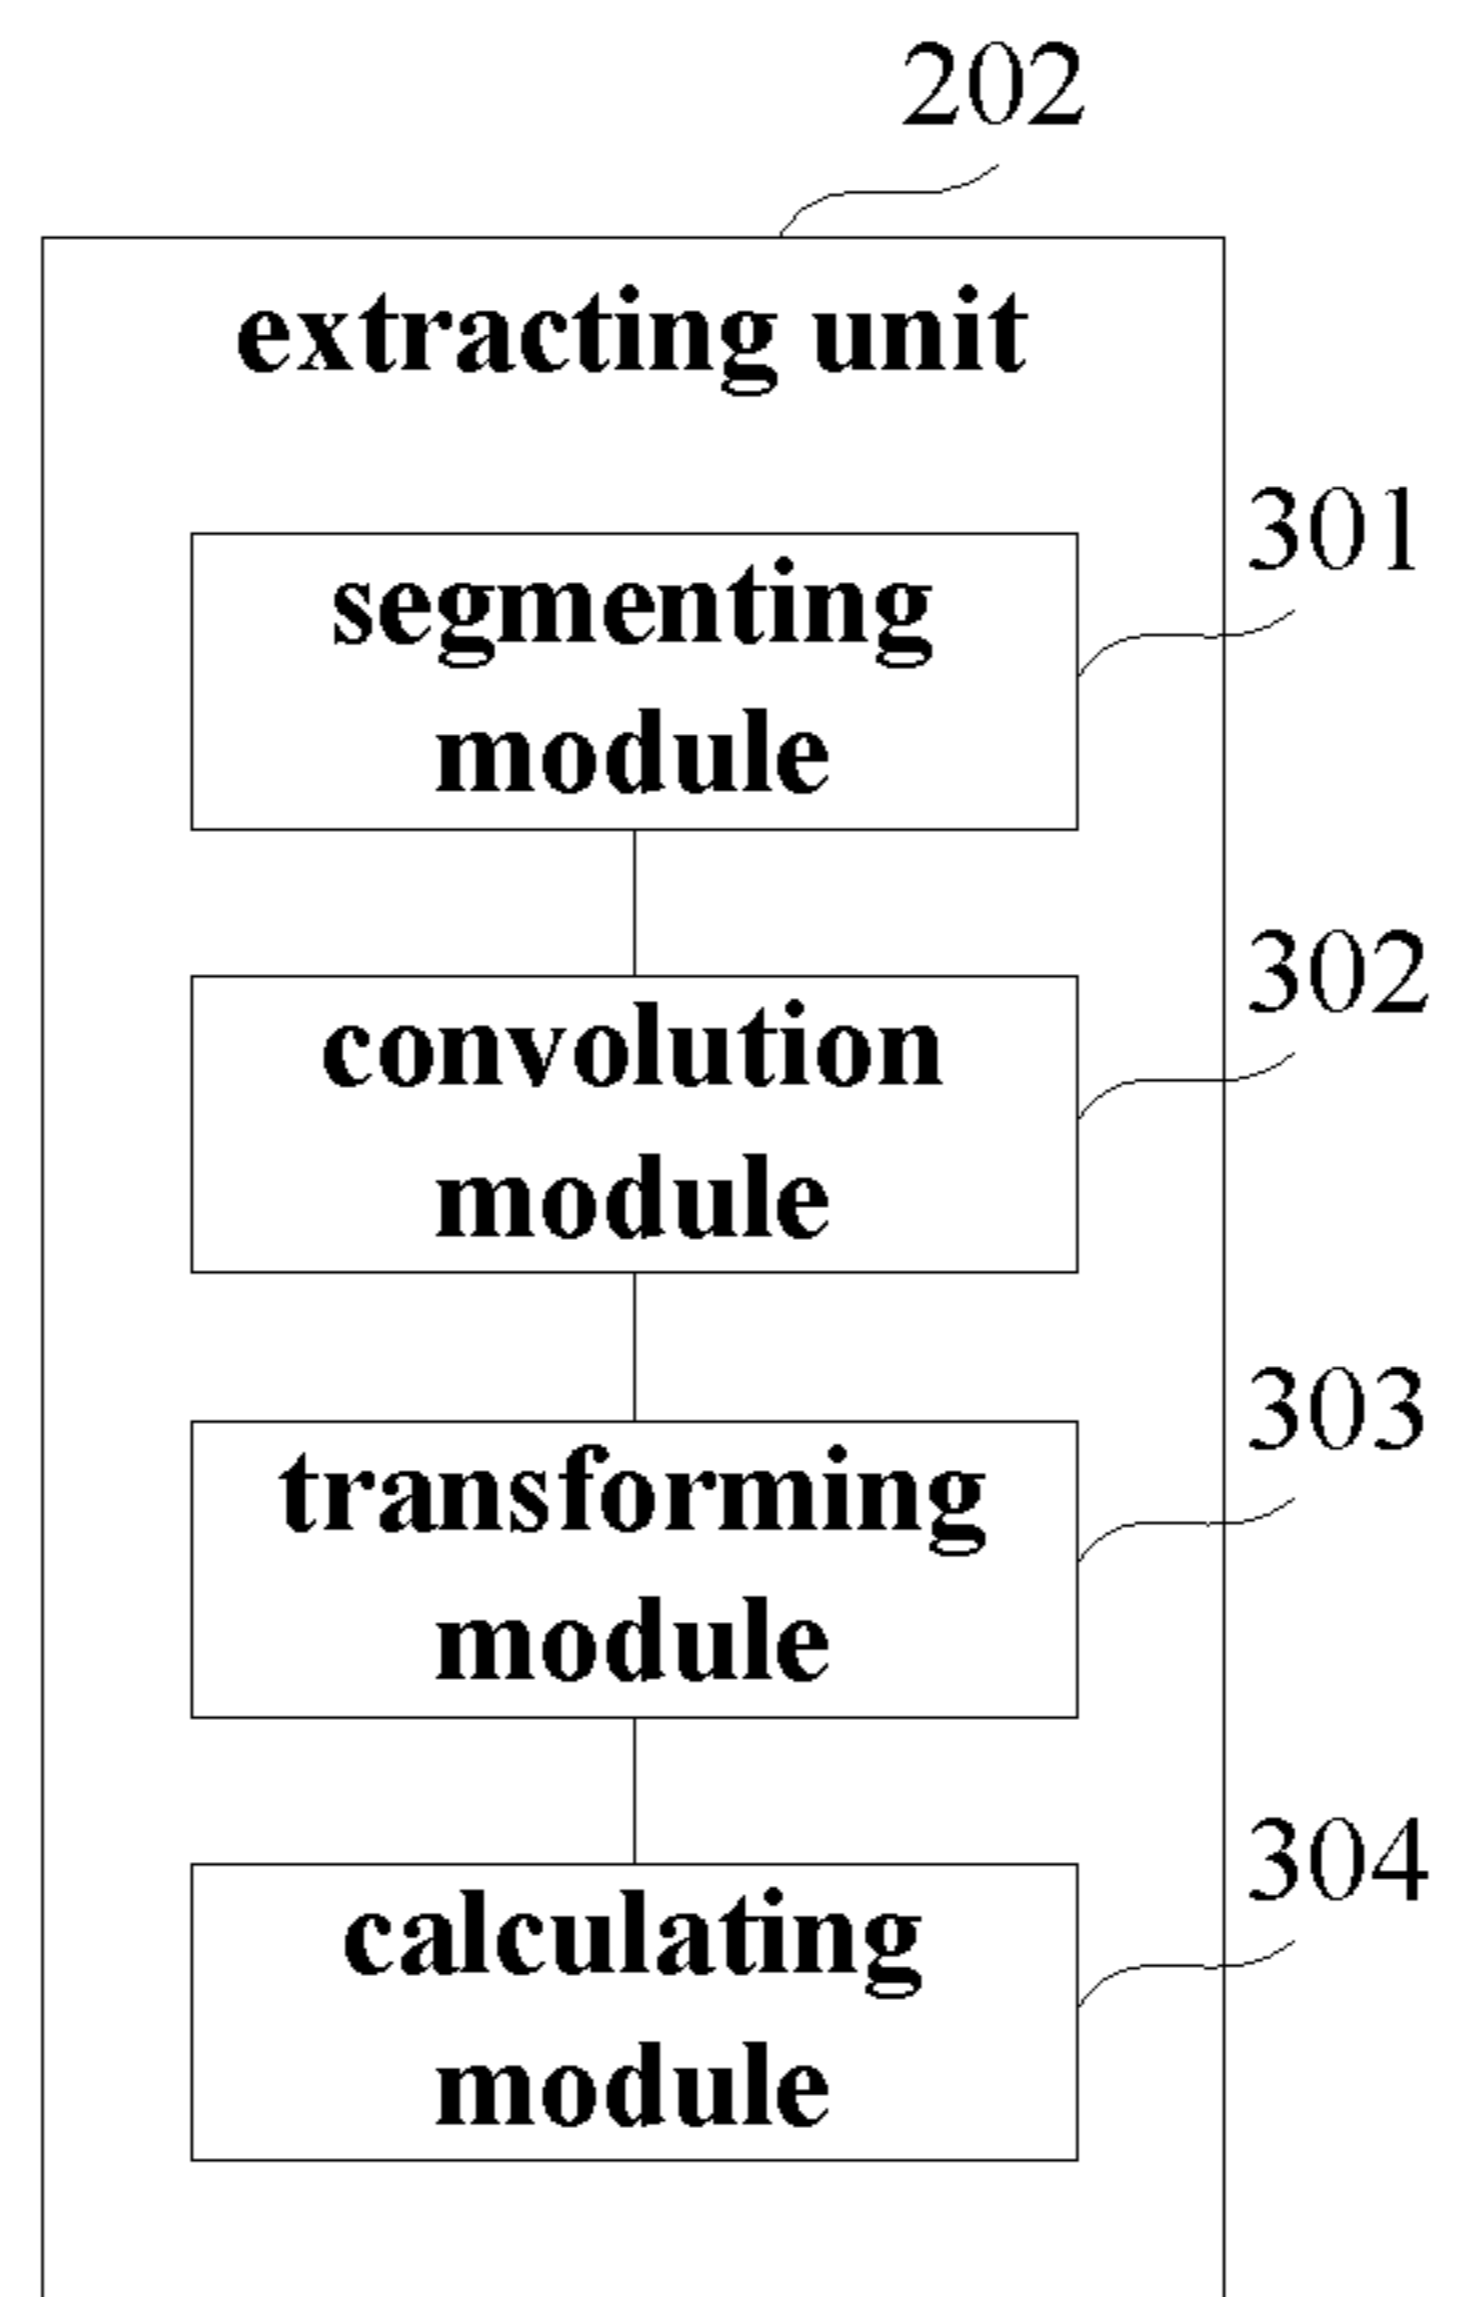 202
extracting unit
301
segmenting
module
302
convolution
module
303
transforming
module
304
calculating
module